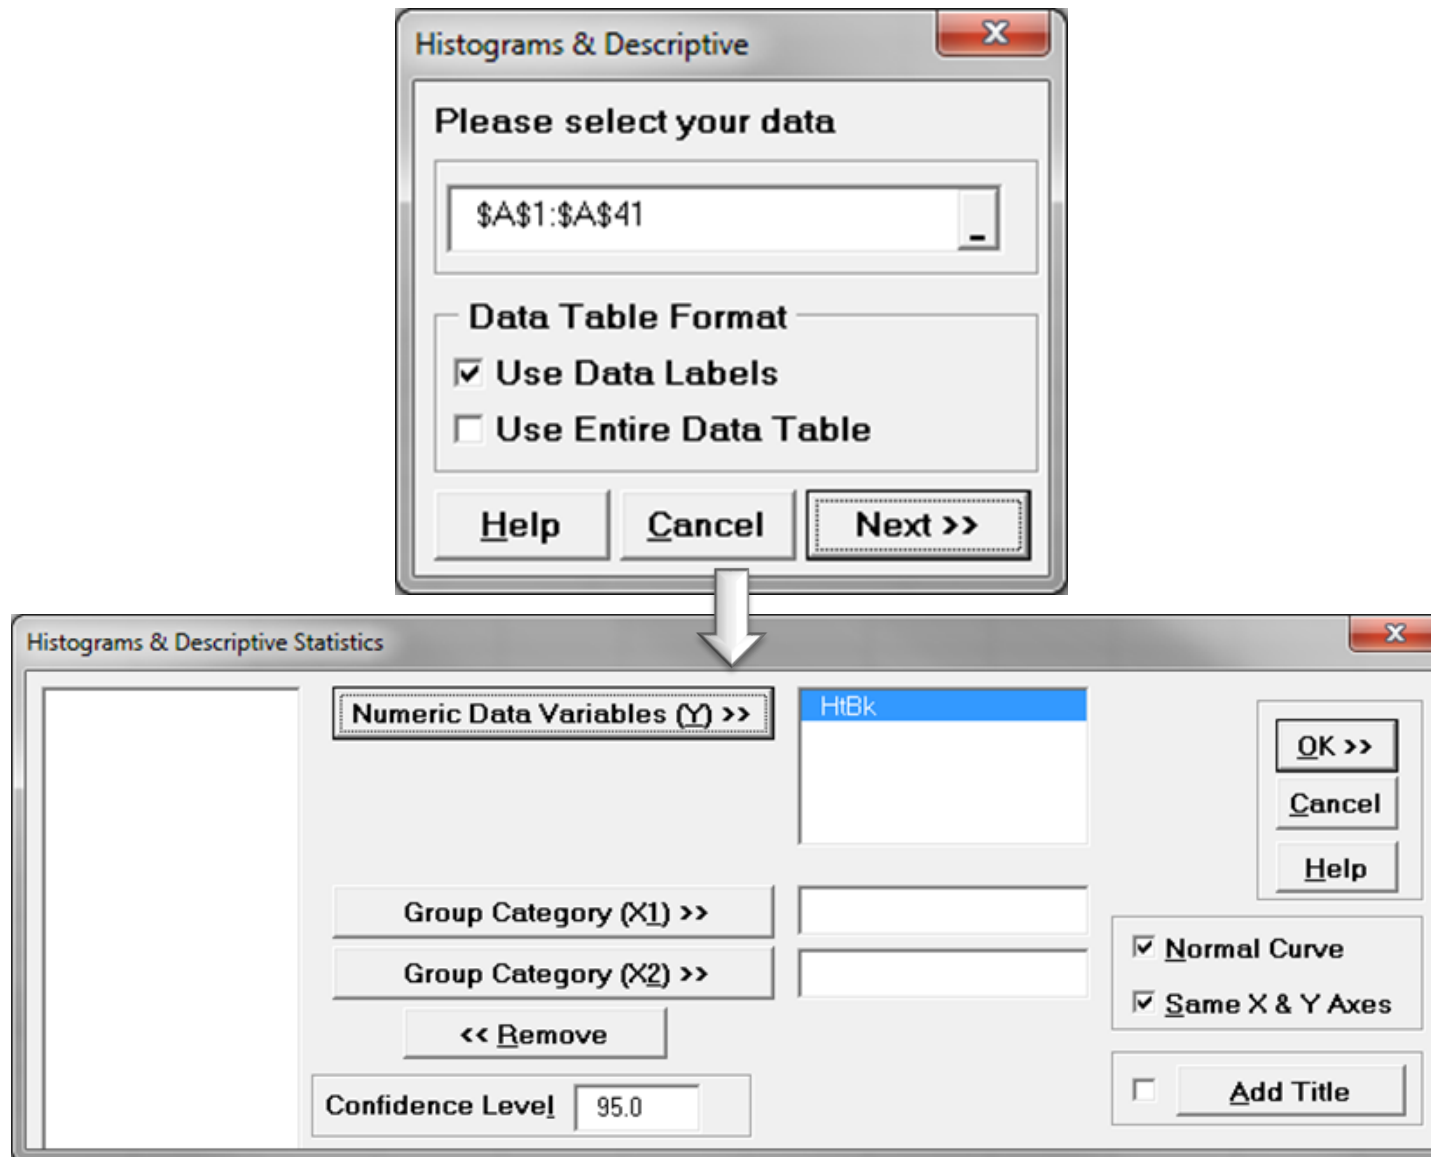 Histograms & Descriptive
Please select your data
$A$1:$A$41
Data Table Format
Use Data Labels
Use Entire Data Table
Help Cancel Next >>
Histograms & Descriptive Statistics
Numeric Data Variables (Y) >>
HtBk
OK >>
Cancel
Help
Group Category (X1) >>
Group Category (X2) >>
<< Remove
Normal Curve
Same X & Y Axes
Confidence Level 95.0
Add Title